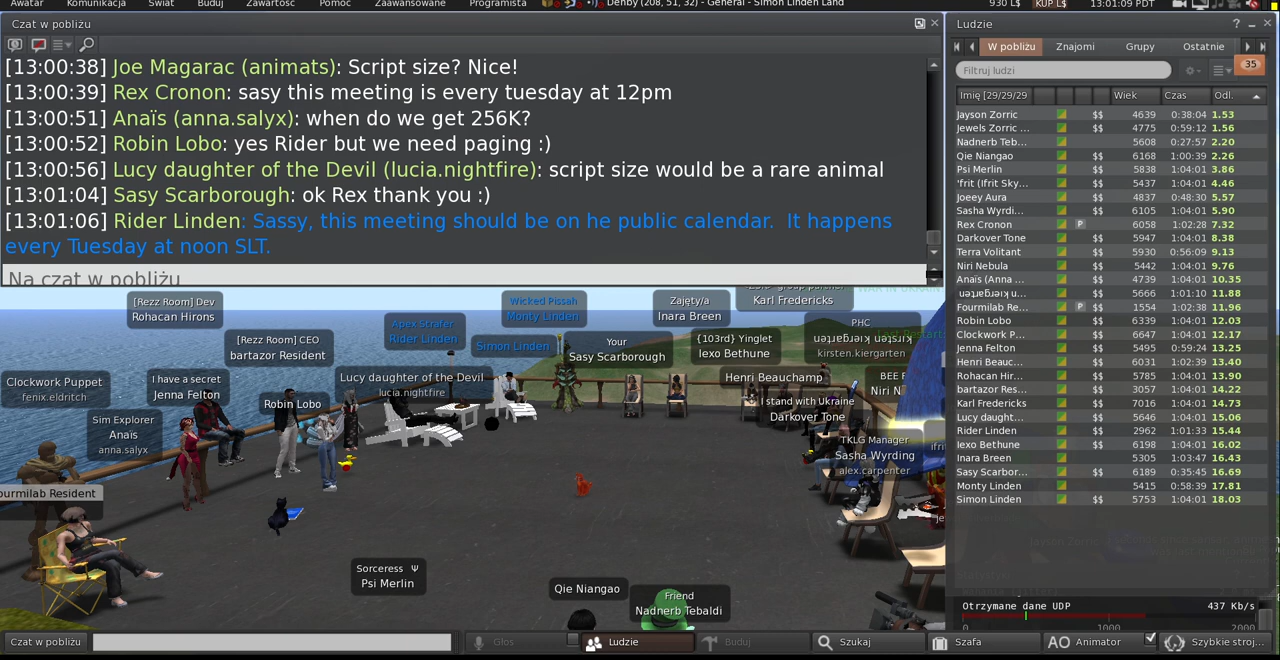 Awatar Komunikacja Świat Buduj Zawartość Pomoc Zaawansowane Programista Denby (208, 51, 32) - General - Simon Linden Land 930 L$ KUP L$ 13:01:09 PDT
Czat w pobliżu
[13:00:38] Joe Magarac (animats): Script size? Nice!
[13:00:39] Rex Cronon: sasy this meeting is every tuesday at 12pm
[13:00:51] Anaïs (anna.salyx): when do we get 256K?
[13:00:52] Robin Lobo: yes Rider but we need paging :)
[13:00:56] Lucy daughter of the Devil (lucia.nightfire): script size would be a rare animal
[13:01:04] Sasy Scarborough: ok Rex thank you :)
[13:01:06] Rider Linden: Sassy, this meeting should be on he public calendar. It happens
every Tuesday at noon SLT.
Na czat w pobliżu
[Rezz Room] Dev
Rohacan Hirons
[Rezz Room] CEO
bartazor Resident
Apex Strafer
Rider Linden
Wicked Pissah
Monty Linden
Simon Linden
Zajęty/a
Inara Breen
Karl Fredericks
Your
Sasy Scarborough
{103rd} Yinglet
Iexo Bethune
PHC
kirsten.kiergarten
Clockwork Puppet
fenix.eldritch
I have a secret
Jenna Felton
Robin Lobo
Lucy daughter of the Devil
lucia.nightfire
Henri Beauchamp
BEE
Niri N
Sim Explorer
Anaïs
anna.salyx
I stand with Ukraine
Darkover Tone
TKLG Manager
Sasha Wyrding
alex.carpenter
ourmilab Resident
Sorceress Ψ
Psi Merlin
Qie Niangao
Friend
Nadnerb Tebaldi
Ludzie
W pobliżu Znajomi Grupy Ostatnie
Filtruj ludzi
35
Imię [29/29/29 Wiek Czas Odl.
Jayson Zorric 4639 0:38:04 1.53
Jewels Zorric ... $$ 4775 0:59:12 1.56
Nadnerb Teb... 5608 0:27:57 2.20
Qie Niangao $$ 6168 1:00:39 2.26
Psi Merlin $$ 5838 1:04:01 3.86
'frit (Ifrit Sky... $$ 5437 1:04:01 4.46
Joeey Aura $$ 4837 0:48:30 5.57
Sasha Wyrdi... $$ 6105 1:04:01 5.90
Rex Cronon P 6058 1:02:28 7.32
Darkover Tone $$ 5947 1:04:01 8.38
Terra Volitant $$ 5930 0:56:09 9.13
Niri Nebula 5442 1:04:01 9.76
Anaïs (Anna ... $$ 4739 1:04:01 10.35
$$ 5666 1:01:10 11.88
Fourmilab Re... P 1554 1:02:38 11.96
Robin Lobo $$ 6339 1:04:01 12.03
Clockwork P... $$ 6647 1:04:01 12.17
Jenna Felton $$ 5495 0:59:24 13.25
Henri Beauc... $$ 6031 1:02:39 13.40
Rohacan Hir... $$ 5785 1:04:01 13.90
bartazor Res... $$ 3057 1:04:01 14.22
Karl Fredericks $$ 7016 1:04:01 14.73
Lucy daught... $$ 5646 1:04:01 15.06
Rider Linden $$ 2962 1:01:33 15.44
Iexo Bethune $$ 6198 1:04:01 16.02
Inara Breen 5305 1:03:47 16.43
Sasy Scarbor... $$ 6189 0:35:45 16.69
Monty Linden 5415 0:58:39 17.81
Simon Linden $$ 5753 1:04:01 18.03
Otrzymane dane UDP 437 Kb/s
0 1000 2000
Czat w pobliżu Głos Ludzie Buduj Szukaj Szafa AO Animator Szybkie stroj...